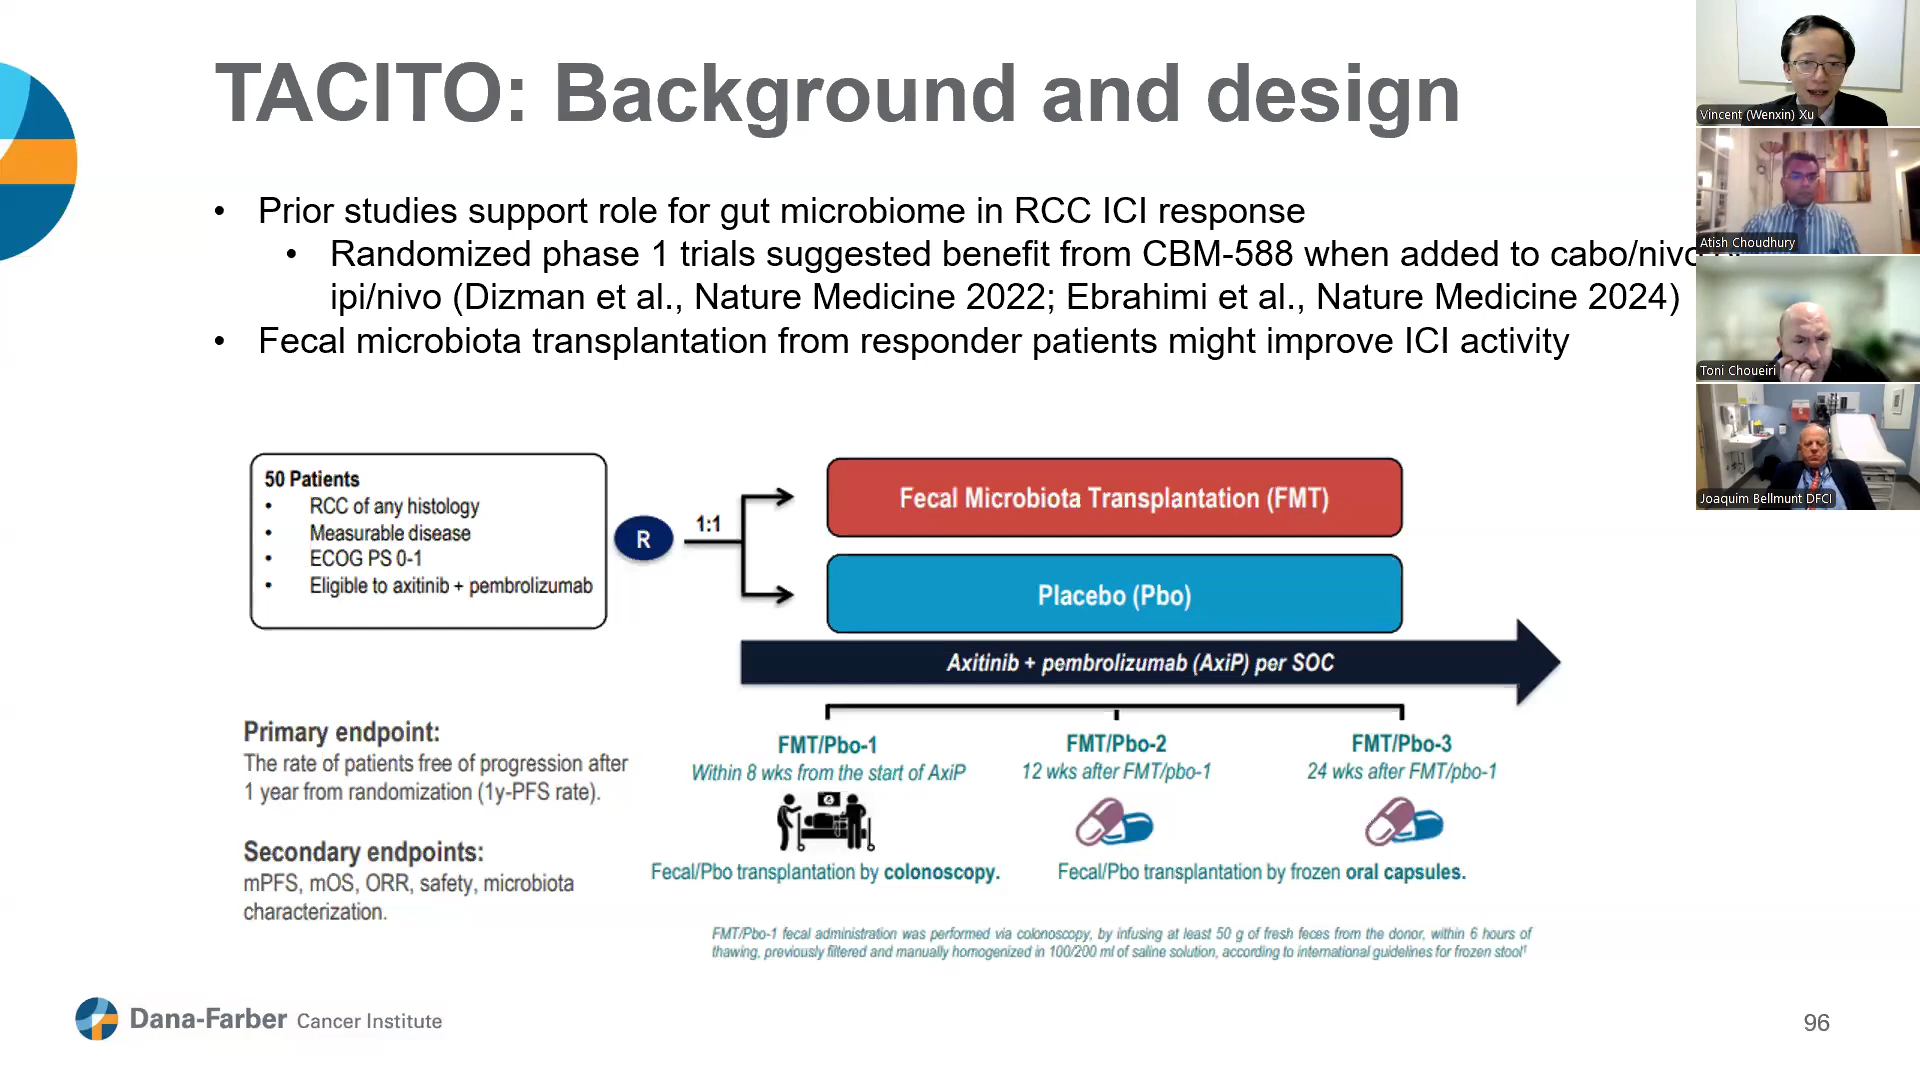 TACITO: Background and design
• Prior studies support role for gut microbiome in RCC ICI response
• Randomized phase 1 trials suggested benefit from CBM-588 when added to cabo/nivo
ipi/nivo (Dizman et al., Nature Medicine 2022; Ebrahimi et al., Nature Medicine 2024)
• Fecal microbiota transplantation from responder patients might improve ICI activity
50 Patients
• RCC of any histology
• Measurable disease
• ECOG PS 0-1
• Eligible to axitinib + pembrolizumab
R
1:1
Fecal Microbiota Transplantation (FMT)
Placebo (Pbo)
Axitinib + pembrolizumab (AxiP) per SOC
Primary endpoint:
The rate of patients free of progression after
1 year from randomization (1y-PFS rate).
Secondary endpoints:
mPFS, mOS, ORR, safety, microbiota
characterization.
FMT/Pbo-1
Within 8 wks from the start of AxiP
FMT/Pbo-2
12 wks after FMT/pbo-1
FMT/Pbo-3
24 wks after FMT/pbo-1
Fecal/Pbo transplantation by colonoscopy.
Fecal/Pbo transplantation by frozen oral capsules.
FMT/Pbo-1 fecal administration was performed via colonoscopy, by infusing at least 50 g of fresh feces from the donor, within 6 hours of
thawing, previously filtered and manually homogenized in 100/200 ml of saline solution, according to international guidelines for frozen stool¹
Dana-Farber Cancer Institute
96
Vincent (Wenxin) Xu
Atish Choudhury
Toni Choueiri
Joaquim Bellmunt DFCI